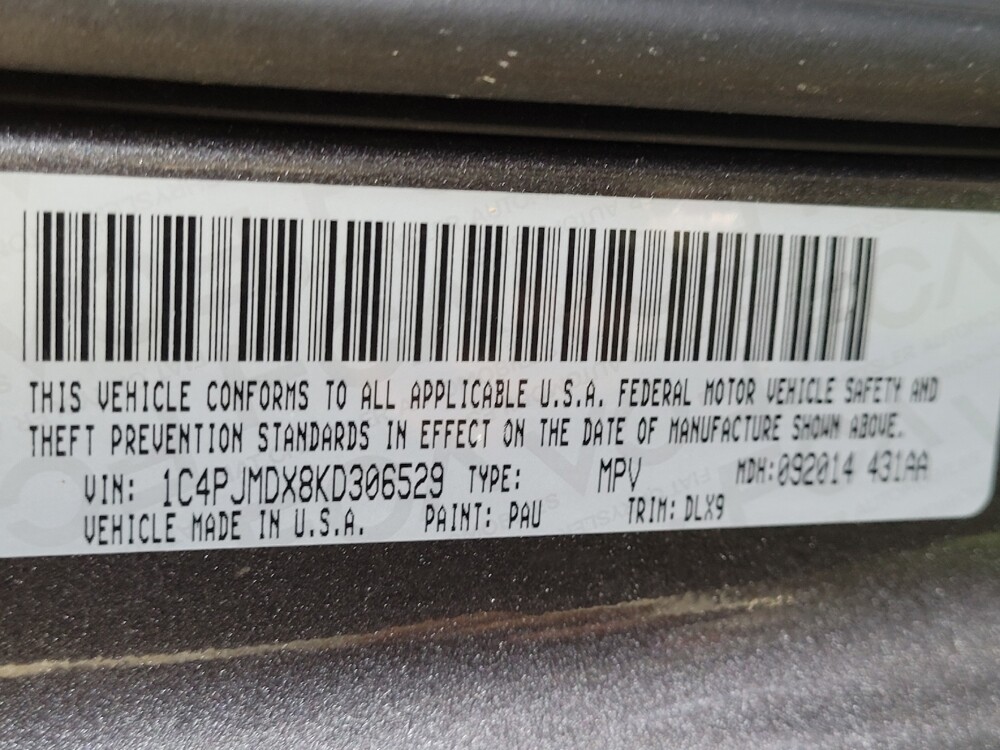 THIS VEHICLE CONFORMS TO ALL APPLICABLE U.S.A. FEDERAL MOTOR VEHICLE SAFETY AND
THEFT PREVENTION STANDARDS IN EFFECT ON THE DATE OF MANUFACTURE SHOWN ABOVE.
VIN: 1C4PJMDX8KD306529 TYPE: MPV MDH:092014 431AA
VEHICLE MADE IN U.S.A. PAINT: PAU TRIM: DLX9